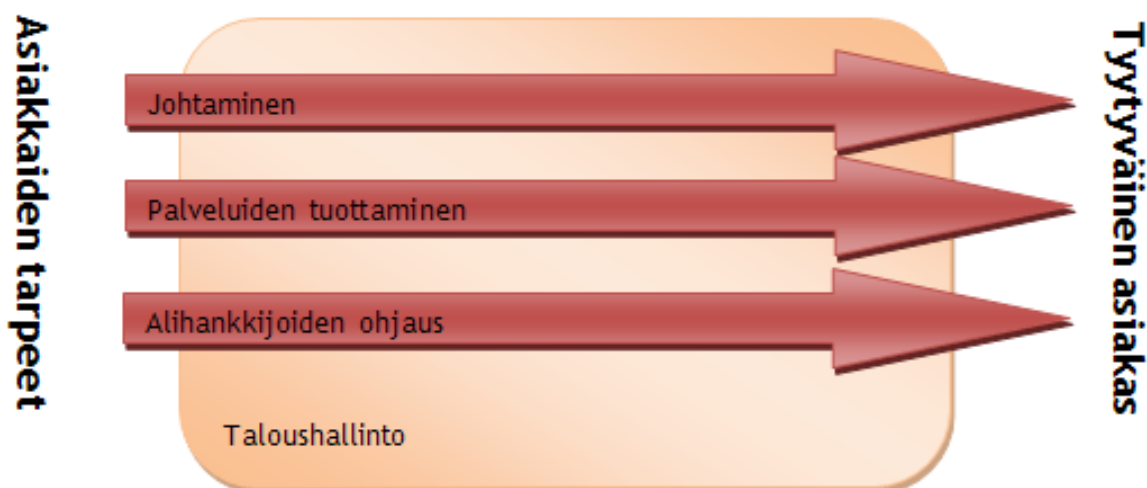 Asiakkaiden tarpeet
Johtaminen
Palveluiden tuottaminen
Alihankkijoiden ohjaus
Taloushallinto
Tyytyväinen asiakas